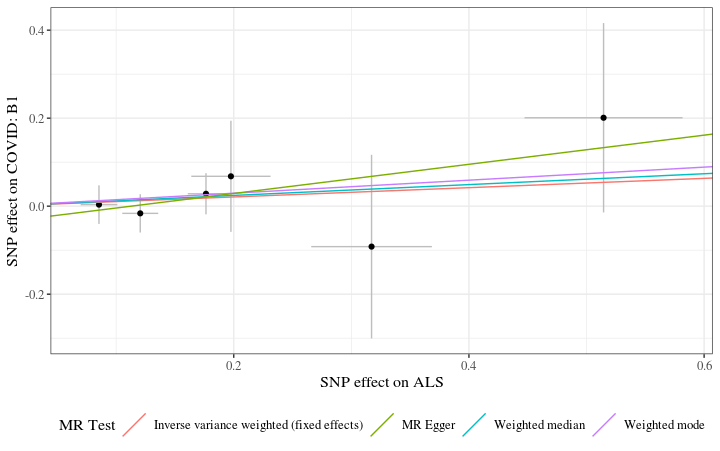 SNP effect on COVID: B1
0.4
0.2
0.0
-0.2
0.2
0.4
0.6
SNP effect on ALS
MR Test
Inverse variance weighted (fixed effects)
MR Egger
Weighted median
Weighted mode